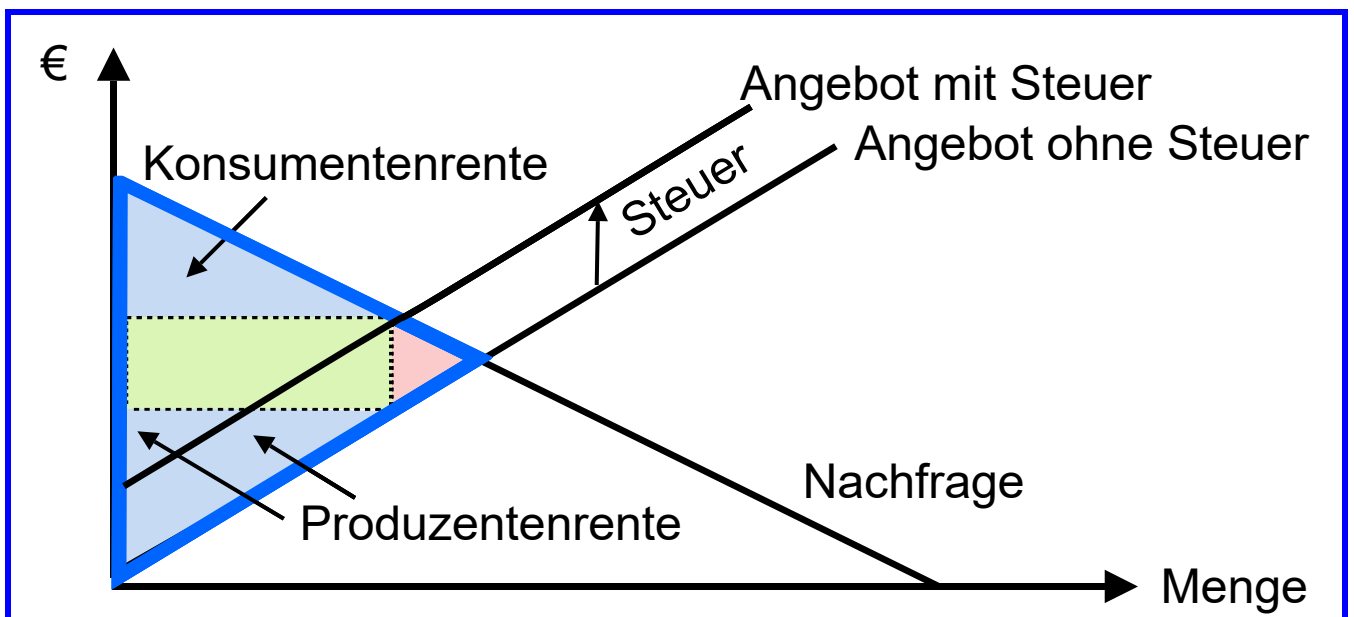 €
Angebot mit Steuer
Angebot ohne Steuer
Konsumentenrente
Steuer
Nachfrage
Produzentenrente
Menge